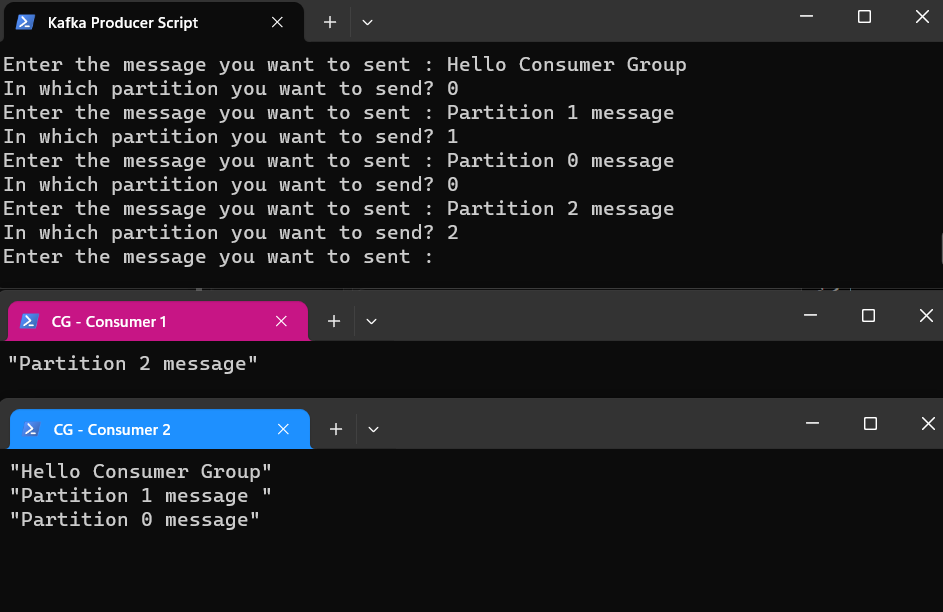 Kafka Producer Script
Enter the message you want to sent : Hello Consumer Group
In which partition you want to send? 0
Enter the message you want to sent : Partition 1 message
In which partition you want to send? 1
Enter the message you want to sent : Partition 0 message
In which partition you want to send? 0
Enter the message you want to sent : Partition 2 message
In which partition you want to send? 2
Enter the message you want to sent :
CG - Consumer 1
"Partition 2 message"
CG - Consumer 2
"Hello Consumer Group"
"Partition 1 message "
"Partition 0 message"